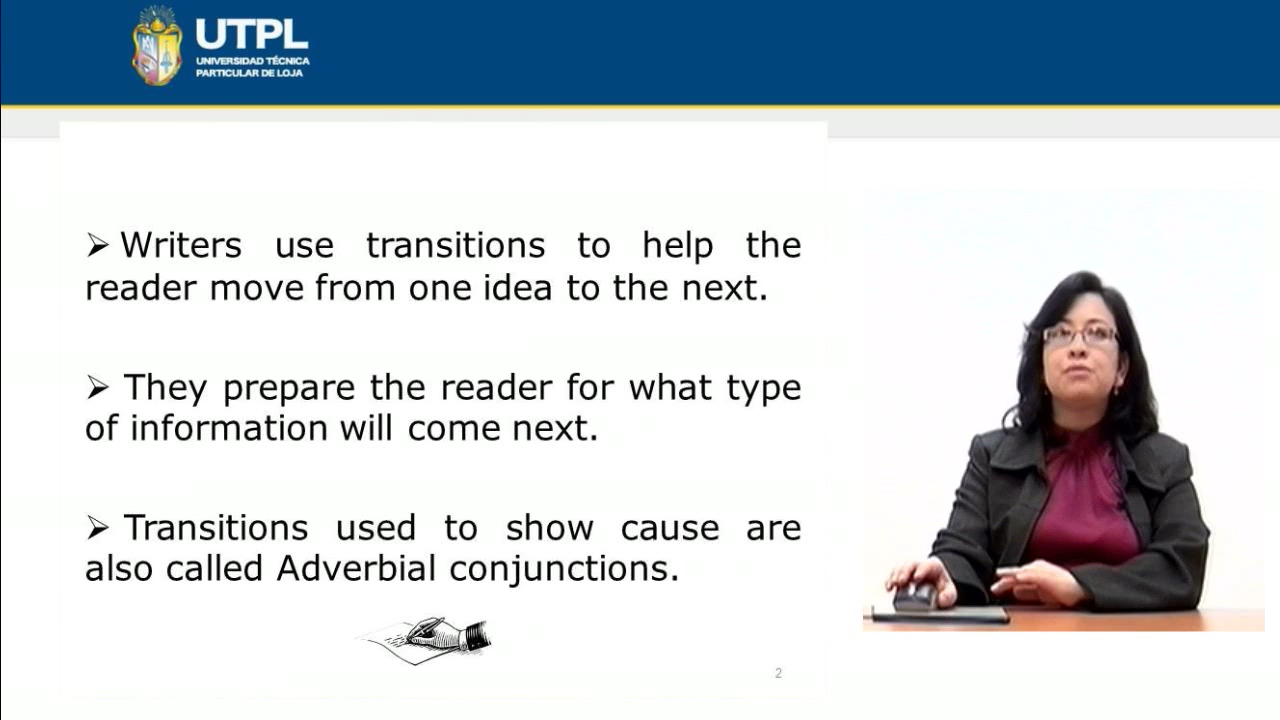 UTPL
UNIVERSIDAD TÉCNICA
PARTICULAR DE LOJA
➢ Writers use transitions to help the
reader move from one idea to the next.
➢ They prepare the reader for what type
of information will come next.
➢ Transitions used to show cause are
also called Adverbial conjunctions.
2